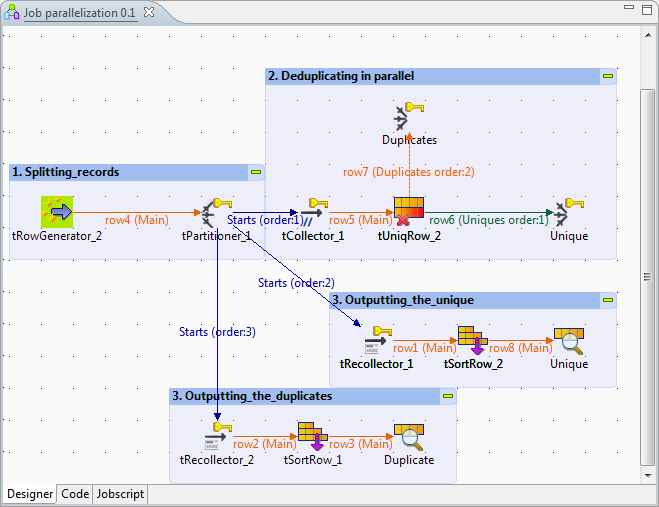 Job parallelization 0.1
2. Deduplicating in parallel
Duplicates
row7 (Duplicates order:2)
1. Splitting_records
row4 (Main)
Starts (order:1)
row5 (Main)
row6 (Uniques order:1)
tRowGenerator_2
tPartitioner_1
tCollector_1
tUniqRow_2
Unique
Starts (order:2)
3. Outputting_the_unique
Starts (order:3)
row1 (Main)
row8 (Main)
tRecollector_1
tSortRow_2
Unique
3. Outputting_the_duplicates
row2 (Main)
row3 (Main)
tRecollector_2
tSortRow_1
Duplicate
Designer
Code
Jobscript